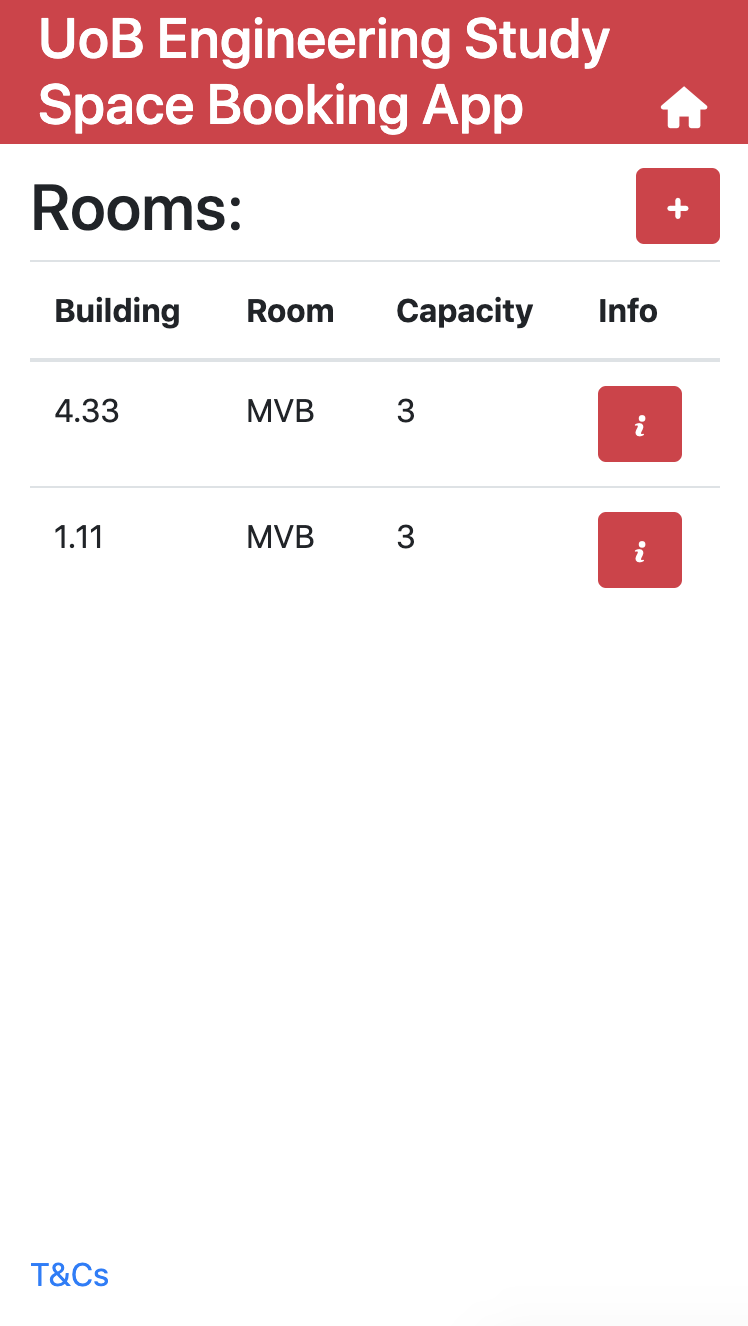 UoB Engineering Study
Space Booking App
Rooms:
+
Building Room Capacity Info
4.33 MVB 3 i
1.11 MVB 3 i
T&Cs